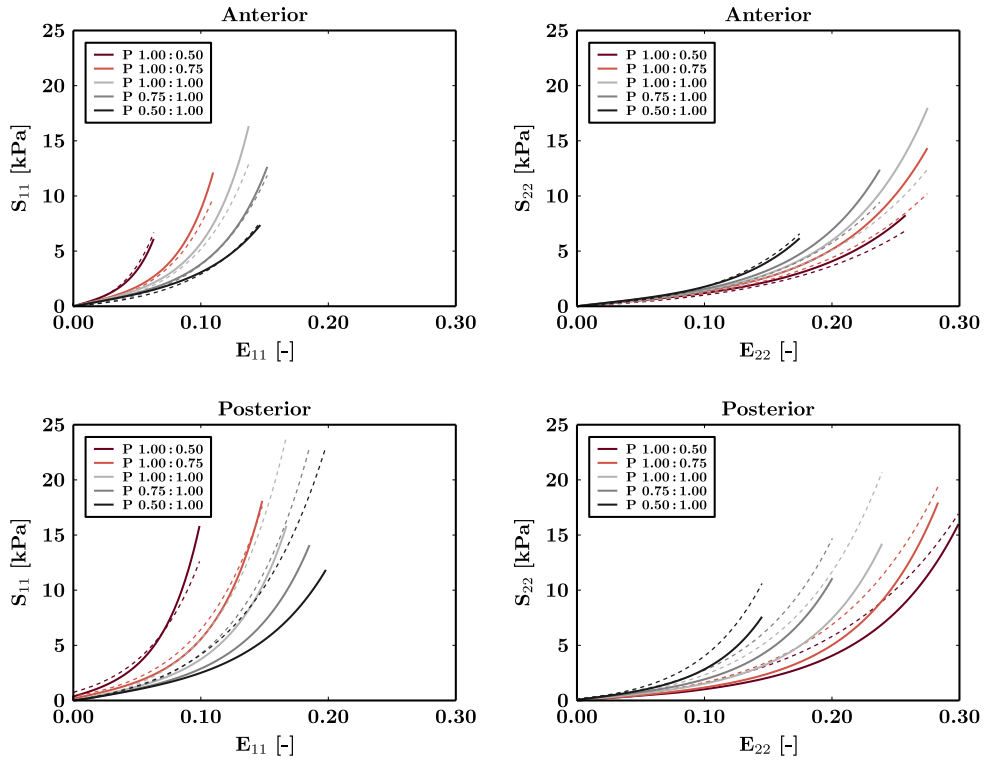 Anterior
25
20
15
10
5
0
0.00 0.10 0.20 0.30
S₁₁ [kPa]
E₁₁ [-]
P 1.00 : 0.50
P 1.00 : 0.75
P 1.00 : 1.00
P 0.75 : 1.00
P 0.50 : 1.00
Anterior
25
20
15
10
5
0
0.00 0.10 0.20 0.30
S₂₂ [kPa]
E₂₂ [-]
P 1.00 : 0.50
P 1.00 : 0.75
P 1.00 : 1.00
P 0.75 : 1.00
P 0.50 : 1.00
Posterior
25
20
15
10
5
0
0.00 0.10 0.20 0.30
S₁₁ [kPa]
E₁₁ [-]
P 1.00 : 0.50
P 1.00 : 0.75
P 1.00 : 1.00
P 0.75 : 1.00
P 0.50 : 1.00
Posterior
25
20
15
10
5
0
0.00 0.10 0.20 0.30
S₂₂ [kPa]
E₂₂ [-]
P 1.00 : 0.50
P 1.00 : 0.75
P 1.00 : 1.00
P 0.75 : 1.00
P 0.50 : 1.00